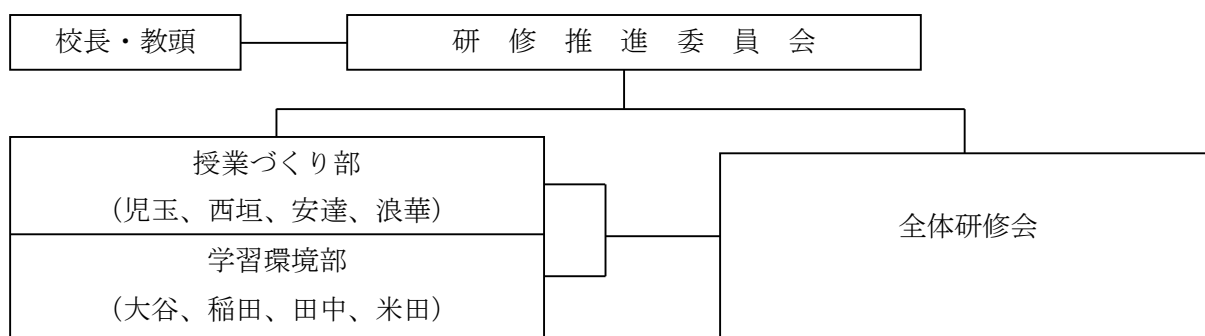 校長・教頭
研修推進委員会
授業づくり部
(児玉、西垣、安達、浪華)
学習環境部
(大谷、稲田、田中、米田)
全体研修会